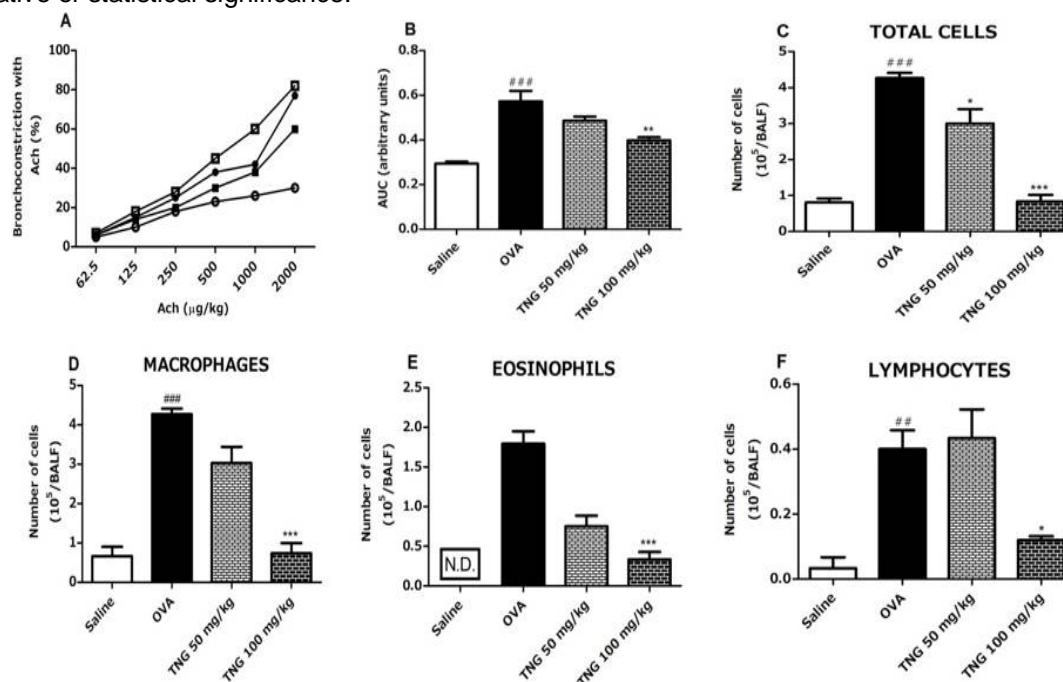 ative of statistical significance.
A
Bronchoconstriction with
Ach (%)
100
80
60
40
20
0
62.5
125
250
500
1000
2000
Ach (µg/kg)
B
AUC (arbitrary units)
0.8
0.6
0.4
0.2
0.0
###
**
Saline
OVA
TNG 50 mg/kg
TNG 100 mg/kg
C
TOTAL CELLS
Number of cells
(10⁵/BALF)
5
4
3
2
1
0
###
*
***
Saline
OVA
TNG 50 mg/kg
TNG 100 mg/kg
D
MACROPHAGES
Number of cells
(10⁵/BALF)
5
4
3
2
1
0
###
***
Saline
OVA
TNG 50 mg/kg
TNG 100 mg/kg
E
EOSINOPHILS
Number of cells
(10⁵/BALF)
2.5
2.0
1.5
1.0
0.5
0.0
N.D.
***
Saline
OVA
TNG 50 mg/kg
TNG 100 mg/kg
F
LYMPHOCYTES
Number of cells
(10⁵/BALF)
0.6
0.4
0.2
0.0
##
*
Saline
OVA
TNG 50 mg/kg
TNG 100 mg/kg